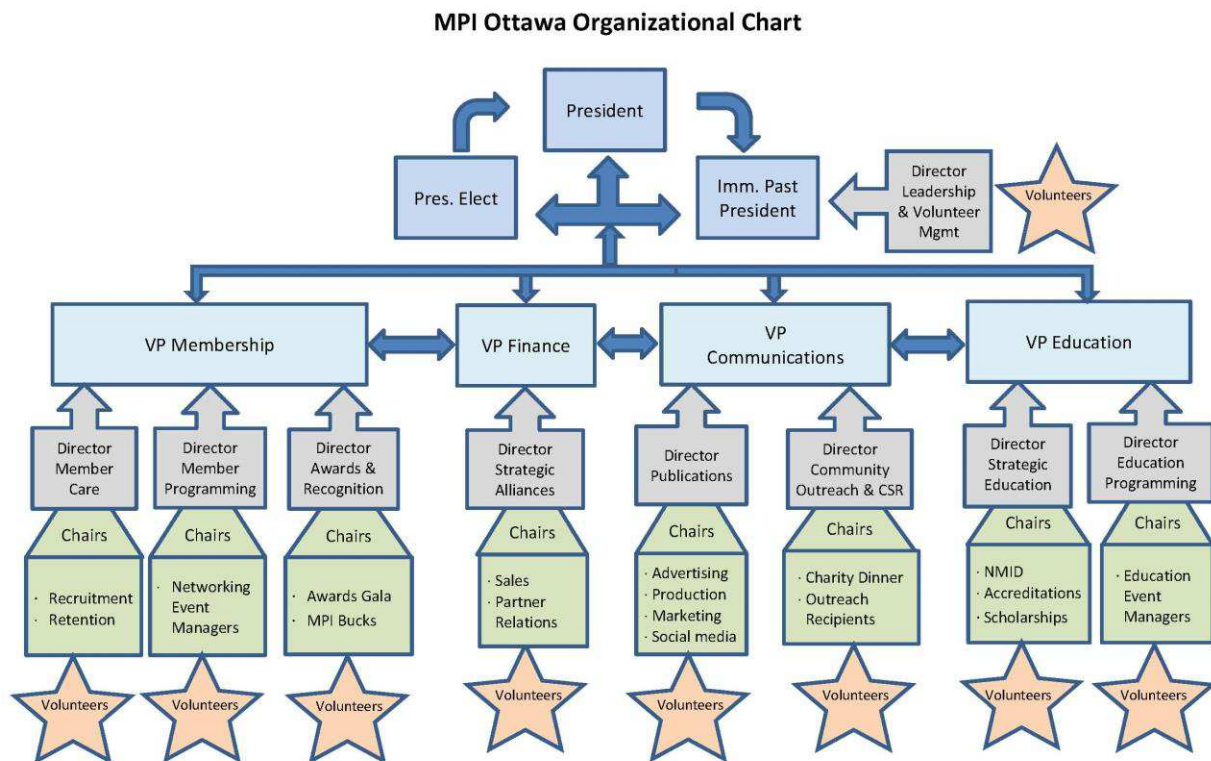 MPI Ottawa Organizational Chart
President
Pres. Elect
Imm. Past
President
Director
Leadership
& Volunteer
Mgmt
Volunteers
VP Membership
VP Finance
VP
Communications
VP Education
Director
Member
Care
Director
Member
Programming
Director
Awards &
Recognition
Director
Strategic
Alliances
Director
Publications
Director
Community
Outreach & CSR
Director
Strategic
Education
Director
Education
Programming
Chairs
Chairs
Chairs
Chairs
Chairs
Chairs
Chairs
Chairs
· Recruitment
· Retention
· Networking
Event
Managers
· Awards Gala
· MPI Bucks
· Sales
· Partner
Relations
· Advertising
· Production
· Marketing
· Social media
· Charity Dinner
· Outreach
Recipients
· NMID
· Accreditations
· Scholarships
· Education
Event
Managers
Volunteers
Volunteers
Volunteers
Volunteers
Volunteers
Volunteers
Volunteers
Volunteers